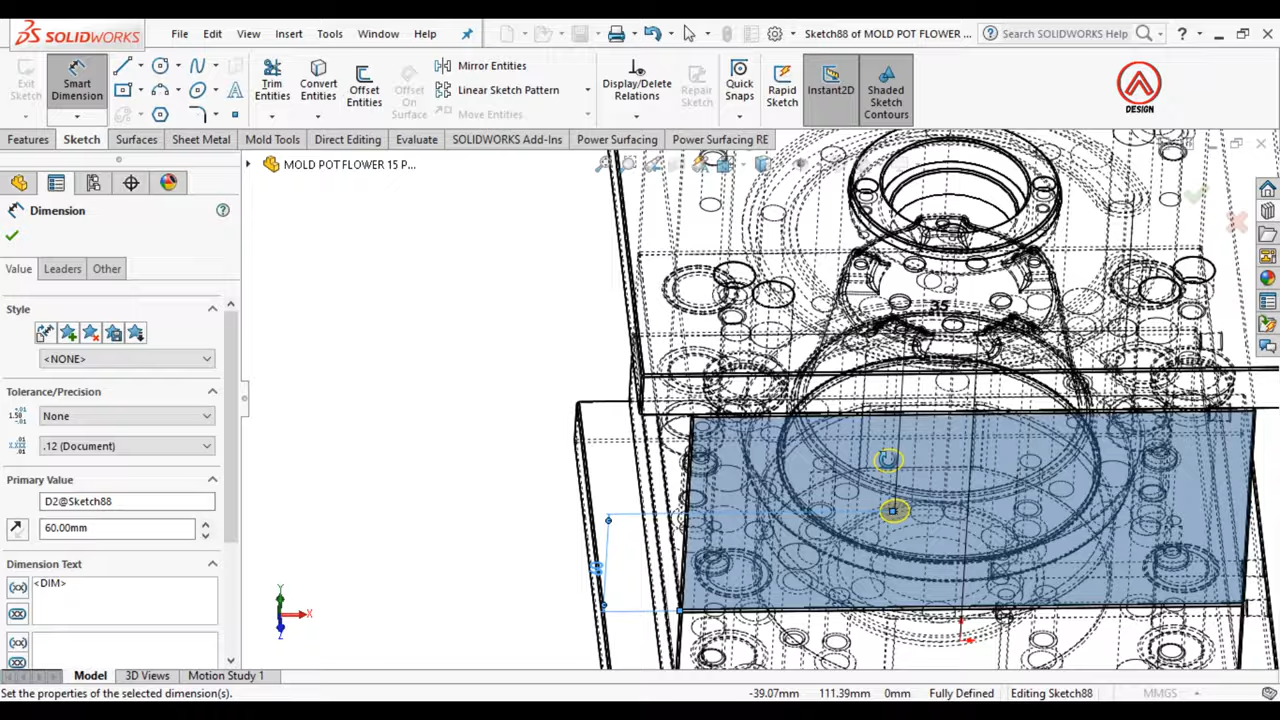 SOLIDWORKS
File Edit View Insert Tools Window Help
Sketch88 of MOLD POT FLOWER ...
Search SOLIDWORKS Help
Exit Sketch
Smart Dimension
Trim Entities
Convert Entities
Offset Entities
Offset On Surface
Mirror Entities
Linear Sketch Pattern
Move Entities
Display/Delete Relations
Repair Sketch
Quick Snaps
Rapid Sketch
Instant2D
Shaded Sketch Contours
DESIGN
Features Sketch Surfaces Sheet Metal Mold Tools Direct Editing Evaluate SOLIDWORKS Add-Ins Power Surfacing Power Surfacing RE
MOLD POT FLOWER 15 P...
Dimension
Value Leaders Other
Style
<NONE>
Tolerance/Precision
None
.12 (Document)
Primary Value
D2@Sketch88
60.00mm
Dimension Text
<DIM>
35
Y
X
Z
Model 3D Views Motion Study 1
Set the properties of the selected dimension(s).
-39.07mm 111.39mm 0mm Fully Defined Editing Sketch88 MMGS